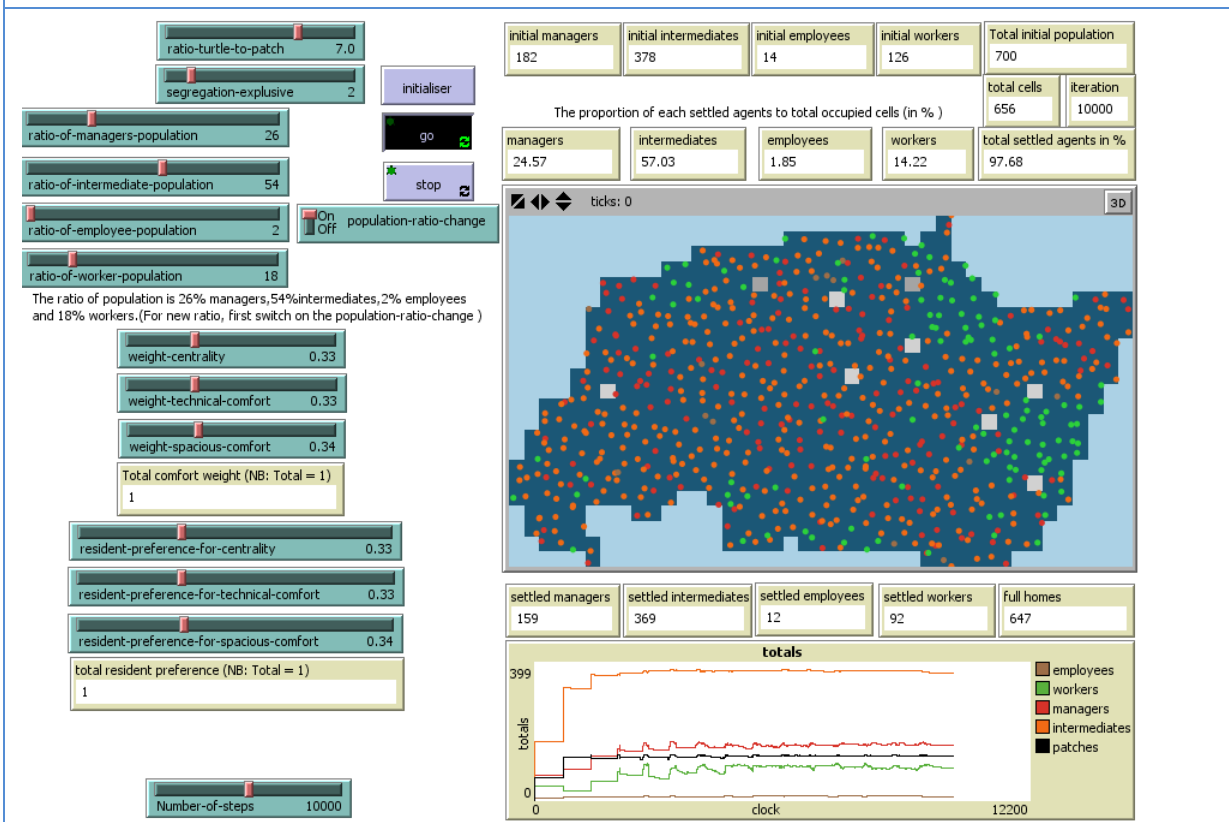 ratio-turtle-to-patch 7.0
segregation-explusive 2
initialiser
ratio-of-managers-population 26
go
ratio-of-intermediate-population 54
stop
ratio-of-employee-population 2
On
Off
population-ratio-change
ratio-of-worker-population 18
The ratio of population is 26% managers,54%intermediates,2% employees
and 18% workers.(For new ratio, first switch on the population-ratio-change )
weight-centrality 0.33
weight-technical-comfort 0.33
weight-spacious-comfort 0.34
Total comfort weight (NB: Total = 1)
1
resident-preference-for-centrality 0.33
resident-preference-for-technical-comfort 0.33
resident-preference-for-spacious-comfort 0.34
total resident preference (NB: Total = 1)
1
Number-of-steps 10000
initial managers
182
initial intermediates
378
initial employees
14
initial workers
126
Total initial population
700
total cells
656
iteration
10000
The proportion of each settled agents to total occupied cells (in % )
managers
24.57
intermediates
57.03
employees
1.85
workers
14.22
total settled agents in %
97.68
ticks: 0
3D
settled managers
159
settled intermediates
369
settled employees
12
settled workers
92
full homes
647
totals
399
totals
0
0
clock
12200
employees
workers
managers
intermediates
patches